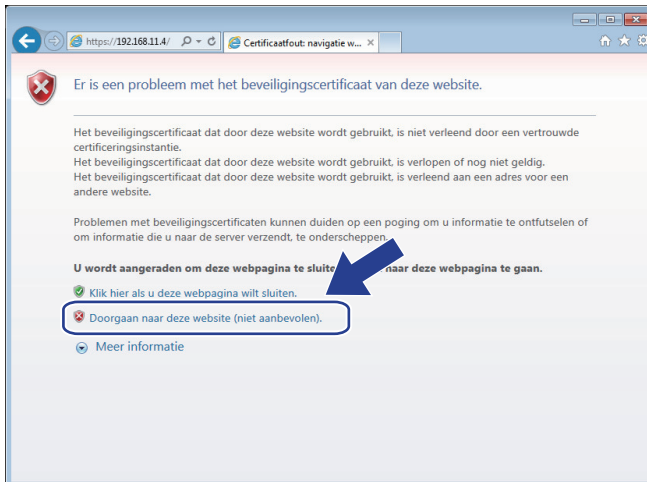 https://192.168.11.4/
Certificaatfout: navigatie w...
Er is een probleem met het beveiligingscertificaat van deze website.
Het beveiligingscertificaat dat door deze website wordt gebruikt, is niet verleend door een vertrouwde
certificeringsinstantie.
Het beveiligingscertificaat dat door deze website wordt gebruikt, is verlopen of nog niet geldig.
Het beveiligingscertificaat dat door deze website wordt gebruikt, is verleend aan een adres voor een
andere website.
Problemen met beveiligingscertificaten kunnen duiden op een poging om u informatie te ontfutselen of
om informatie die u naar de server verzendt, te onderscheppen.
U wordt aangeraden om deze webpagina te sluite naar deze webpagina te gaan.
Klik hier als u deze webpagina wilt sluiten.
Doorgaan naar deze website (niet aanbevolen).
Meer informatie